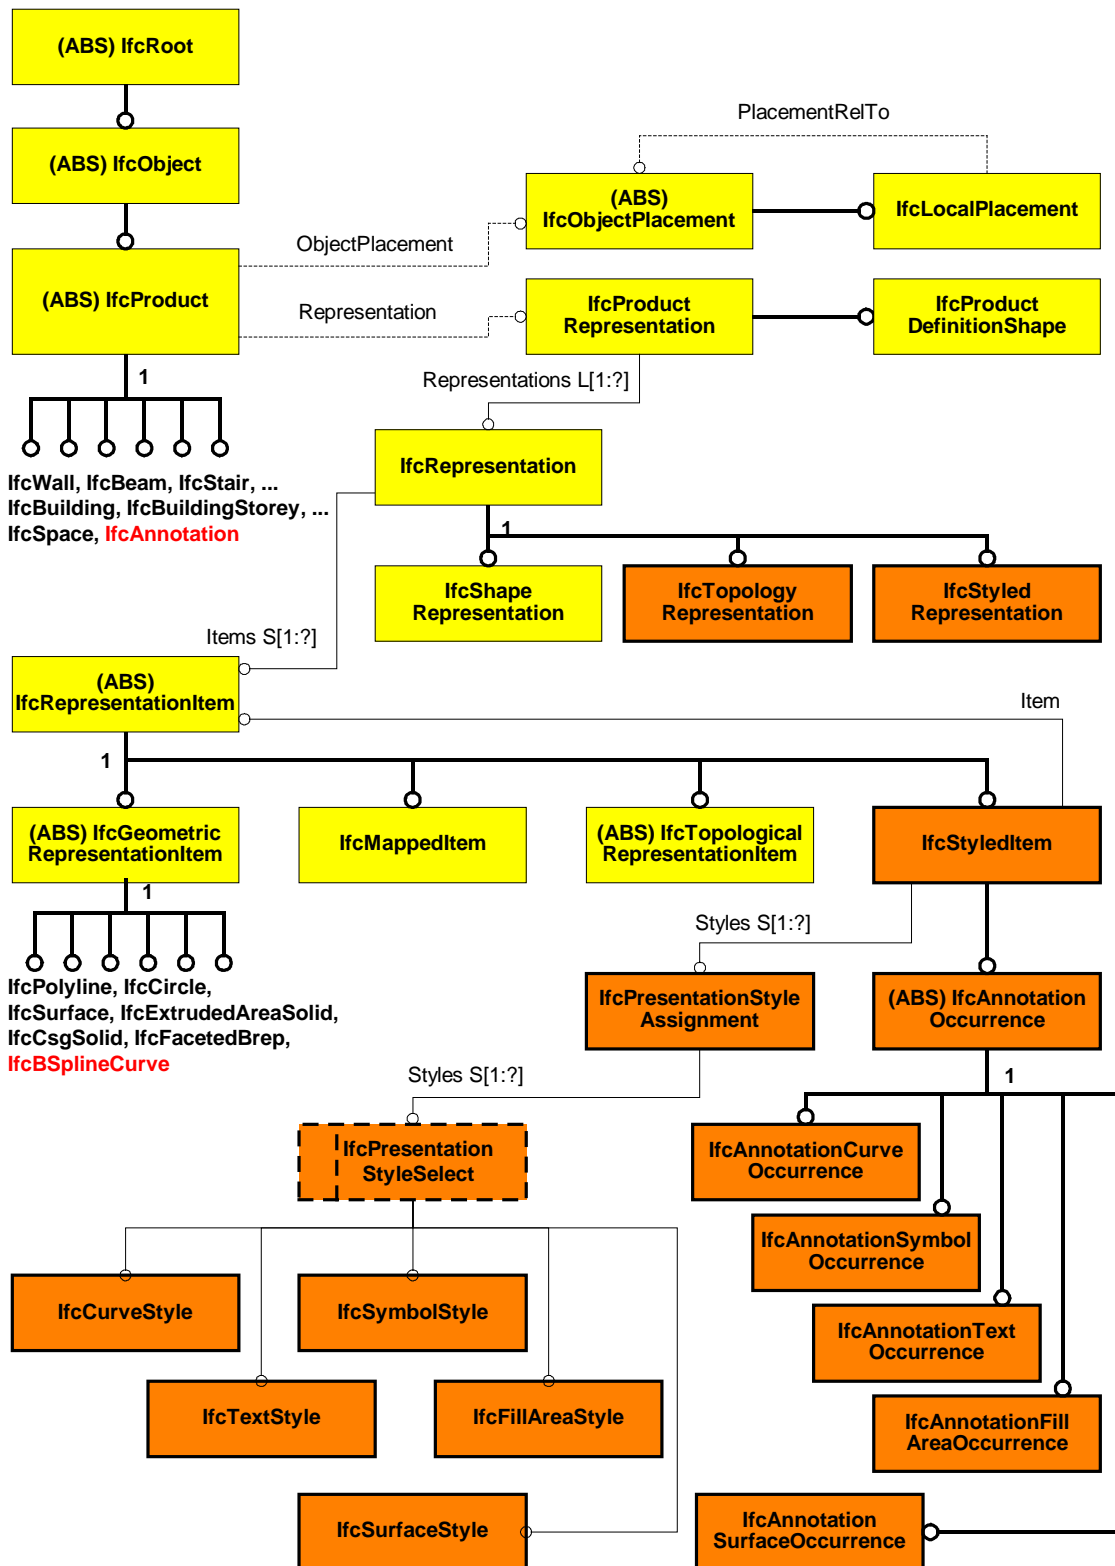 (ABS) IfcRoot
(ABS) IfcObject
PlacementRelTo
(ABS)
IfcObjectPlacement
IfcLocalPlacement
ObjectPlacement
(ABS) IfcProduct
Representation
IfcProduct
Representation
IfcProduct
DefinitionShape
1
Representations L[1:?]
IfcRepresentation
IfcWall, IfcBeam, IfcStair, ...
IfcBuilding, IfcBuildingStorey, ...
IfcSpace, IfcAnnotation
1
IfcShape
Representation
IfcTopology
Representation
IfcStyled
Representation
Items S[1:?]
(ABS)
IfcRepresentationItem
Item
1
(ABS) IfcGeometric
RepresentationItem
IfcMappedItem
(ABS) IfcTopological
RepresentationItem
IfcStyledItem
1
Styles S[1:?]
IfcPolyline, IfcCircle,
IfcSurface, IfcExtrudedAreaSolid,
IfcCsgSolid, IfcFacetedBrep,
IfcBSplineCurve
IfcPresentationStyle
Assignment
(ABS) IfcAnnotation
Occurrence
Styles S[1:?]
1
IfcPresentation
StyleSelect
IfcAnnotationCurve
Occurrence
IfcAnnotationSymbol
Occurrence
IfcCurveStyle
IfcSymbolStyle
IfcAnnotationText
Occurrence
IfcTextStyle
IfcFillAreaStyle
IfcAnnotationFill
AreaOccurrence
IfcSurfaceStyle
IfcAnnotation
SurfaceOccurrence